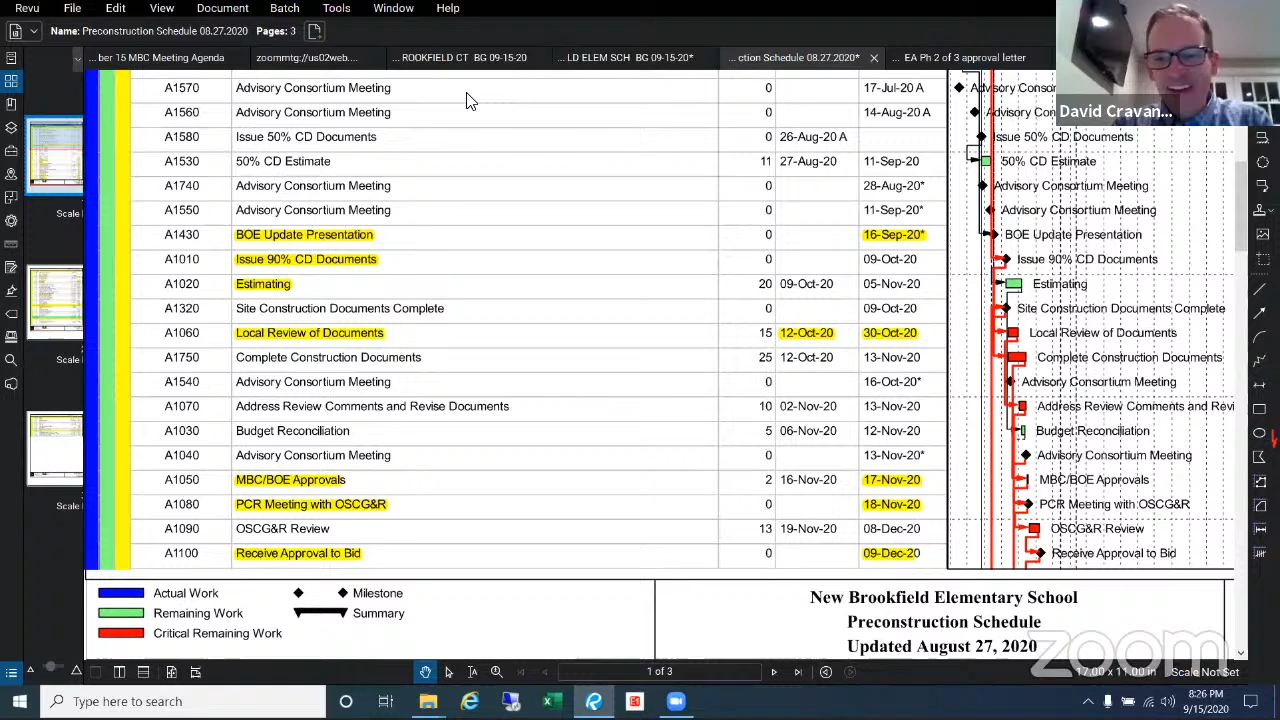 Revu File Edit View Document Batch Tools Window Help
Name: Preconstruction Schedule 08.27.2020 Pages: 3
ber 15 MBC Meeting Agenda zoommtg://us02web.... ...ROOKFIELD CT BG 09-15-20 ...LD ELEM SCH BG 09-15-20* ...ction Schedule 08.27.2020* EA Ph 2 of 3 approval letter
David Cravan...
A1570 Advisory Consortium Meeting 0 17-Jul-20 A Advisory Conso
A1560 Advisory Consortium Meeting 0 14-Aug-20 A Advisory Con
A1580 Issue 50% CD Documents 0 26-Aug-20 A Issue 50% CD Documents
A1530 50% CD Estimate 11 27-Aug-20 11-Sep-20 50% CD Estimate
A1740 Advisory Consortium Meeting 0 28-Aug-20* Advisory Consortium Meeting
A1550 Advisory Consortium Meeting 0 11-Sep-20* Advisory Consortium Meeting
A1430 BOE Update Presentation 0 16-Sep-20* BOE Update Presentation
A1010 Issue 90% CD Documents 0 09-Oct-20 Issue 90% CD Documents
A1020 Estimating 20 09-Oct-20 05-Nov-20 Estimating
A1320 Site Construction Documents Complete 0 09-Oct-20 Site Construction Documents Complete
A1060 Local Review of Documents 15 12-Oct-20 30-Oct-20 Local Review of Documents
A1750 Complete Construction Documents 25 12-Oct-20 13-Nov-20 Complete Construction Documents
A1540 Advisory Consortium Meeting 0 16-Oct-20* Advisory Consortium Meeting
A1070 Address Review Comments and Revise Documents 10 02-Nov-20 13-Nov-20 Address Review Comments and Revi
A1030 Budget Reconciliation 5 06-Nov-20 12-Nov-20 Budget Reconciliation
A1040 Advisory Consortium Meeting 0 13-Nov-20* Advisory Consortium Meeting
A1050 MBC/BOE Approvals 2 16-Nov-20 17-Nov-20 MBC/BOE Approvals
A1080 PCR Meeting with OSCG&R 0 18-Nov-20 PCR Meeting with OSCG&R
A1090 OSCG&R Review 13 19-Nov-20 08-Dec-20 OSCG&R Review
A1100 Receive Approval to Bid 0 09-Dec-20 Receive Approval to Bid
Scale
Scale
Scale
Actual Work Milestone
Remaining Work Summary
Critical Remaining Work
New Brookfield Elementary School
Preconstruction Schedule
Updated August 27, 2020
zoom
1 of 3 17.00 x 11.00 in Scale Not Set
Type here to search
8:26 PM
9/15/2020